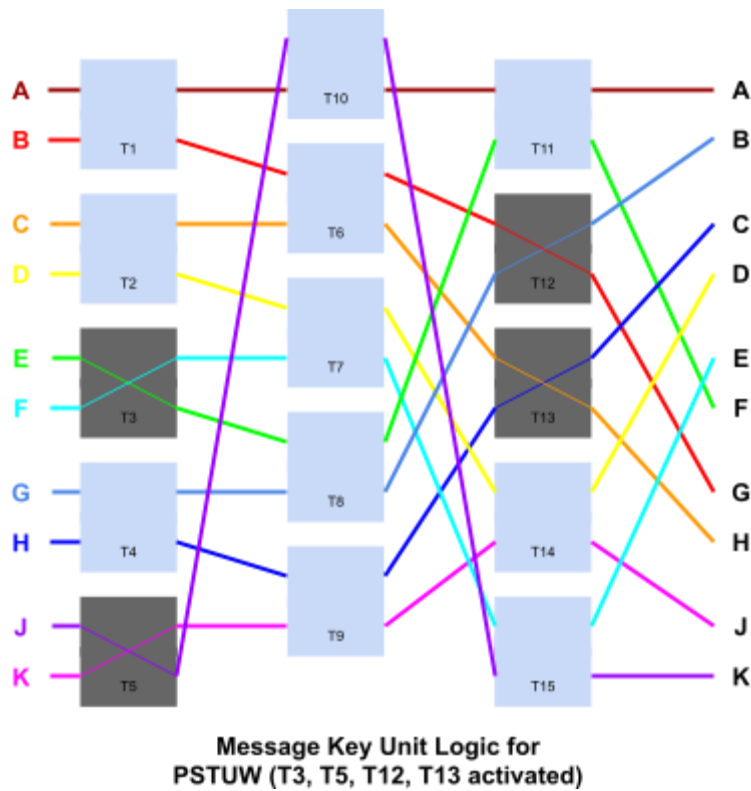 T10
A A
T1 T11
B B
T6
C C
T2 T12
D D
T7
E E
T3 T13
F F
T8
G G
T4 T14
H H
T9
J J
T5 T15
K K
Message Key Unit Logic for
PSTUW (T3, T5, T12, T13 activated)